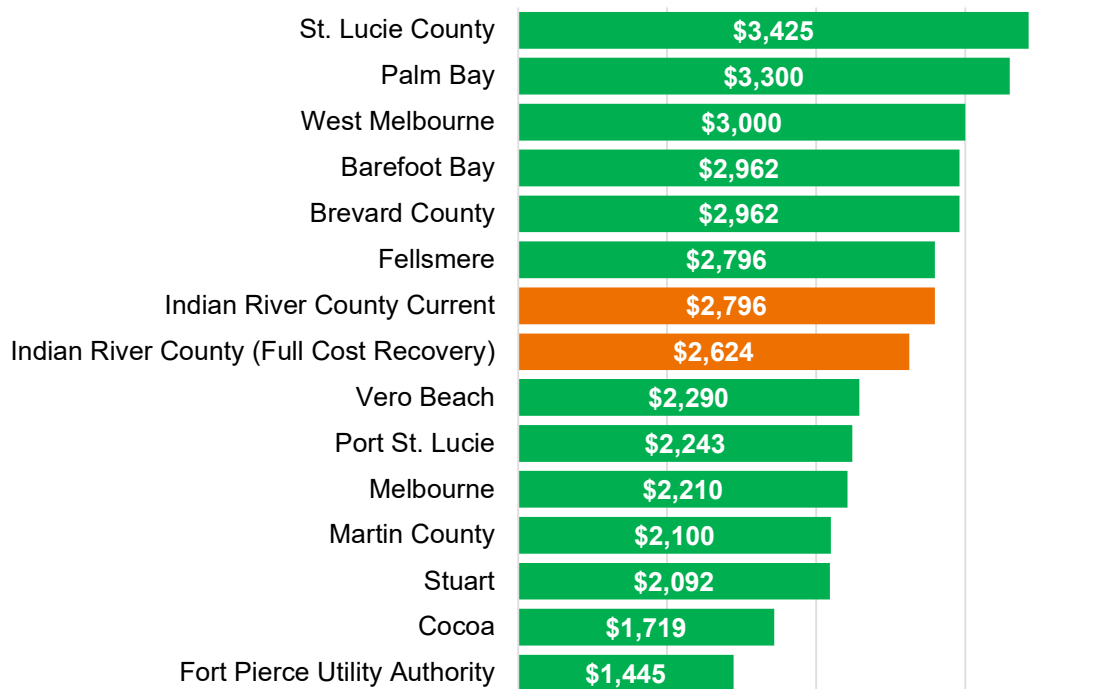 St. Lucie County $3,425
Palm Bay $3,300
West Melbourne $3,000
Barefoot Bay $2,962
Brevard County $2,962
Fellsmere $2,796
Indian River County Current $2,796
Indian River County (Full Cost Recovery) $2,624
Vero Beach $2,290
Port St. Lucie $2,243
Melbourne $2,210
Martin County $2,100
Stuart $2,092
Cocoa $1,719
Fort Pierce Utility Authority $1,445